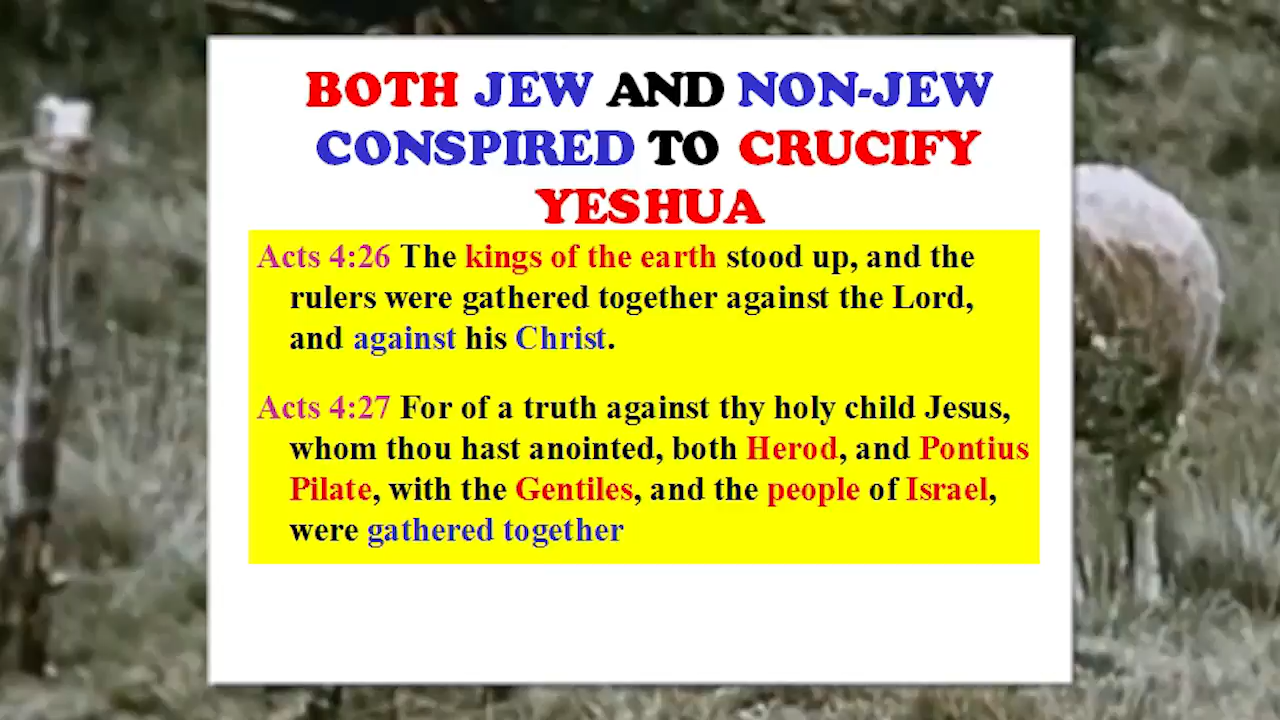 BOTH JEW AND NON-JEW
CONSPIRED TO CRUCIFY
YESHUA
Acts 4:26 The kings of the earth stood up, and the
rulers were gathered together against the Lord,
and against his Christ.
Acts 4:27 For of a truth against thy holy child Jesus,
whom thou hast anointed, both Herod, and Pontius
Pilate, with the Gentiles, and the people of Israel,
were gathered together